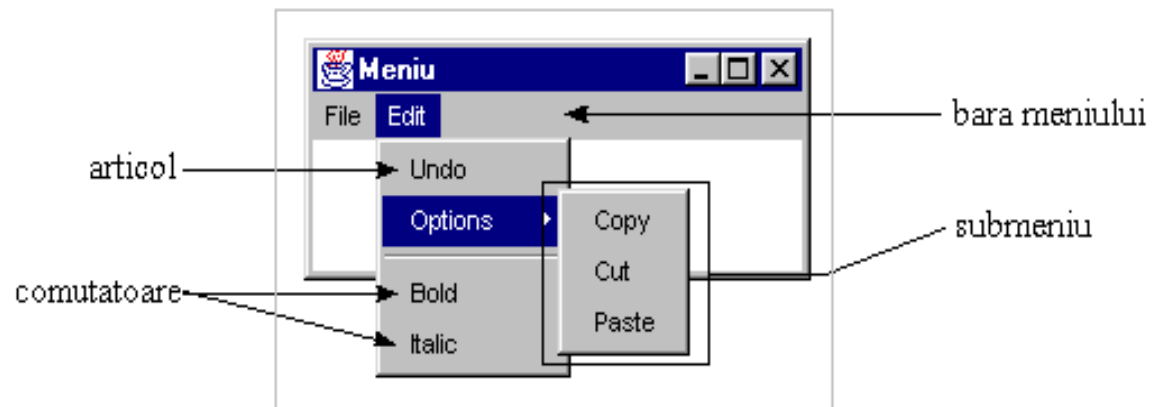 Meniu
File Edit
bara meniului
articol
Undo
Options
Copy
submeniu
Cut
comutatoare
Bold
Paste
Italic